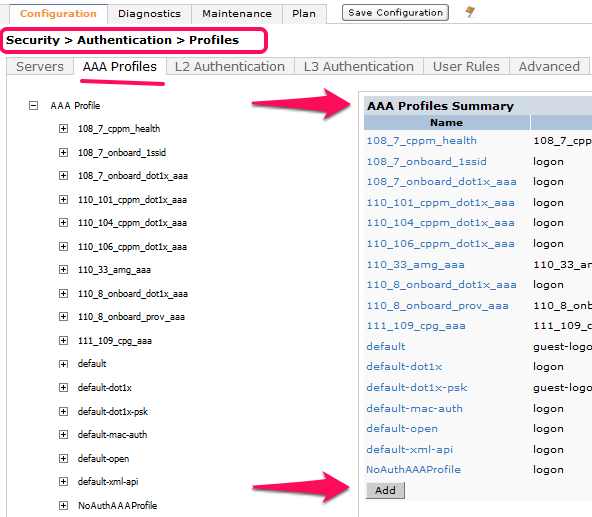 Configuration Diagnostics Maintenance Plan Save Configuration
Security > Authentication > Profiles
Servers AAA Profiles L2 Authentication L3 Authentication User Rules Advanced
AAA Profile
108_7_cppm_health
108_7_onboard_1ssid
108_7_onboard_dot1x_aaa
110_101_cppm_dot1x_aaa
110_104_cppm_dot1x_aaa
110_106_cppm_dot1x_aaa
110_33_amg_aaa
110_8_onboard_dot1x_aaa
110_8_onboard_prov_aaa
111_109_cpg_aaa
default
default-dot1x
default-dot1x-psk
default-mac-auth
default-open
default-xml-api
NoAuthAAAProfile
AAA Profiles Summary
Name
108_7_cppm_health 108_7_cpp
108_7_onboard_1ssid logon
108_7_onboard_dot1x_aaa logon
110_101_cppm_dot1x_aaa logon
110_104_cppm_dot1x_aaa logon
110_106_cppm_dot1x_aaa logon
110_33_amg_aaa 110_33_am
110_8_onboard_dot1x_aaa logon
110_8_onboard_prov_aaa 110_8_onb
111_109_cpg_aaa 111_109_c
default guest-logo
default-dot1x logon
default-dot1x-psk guest-logo
default-mac-auth logon
default-open logon
default-xml-api logon
NoAuthAAAProfile logon
Add